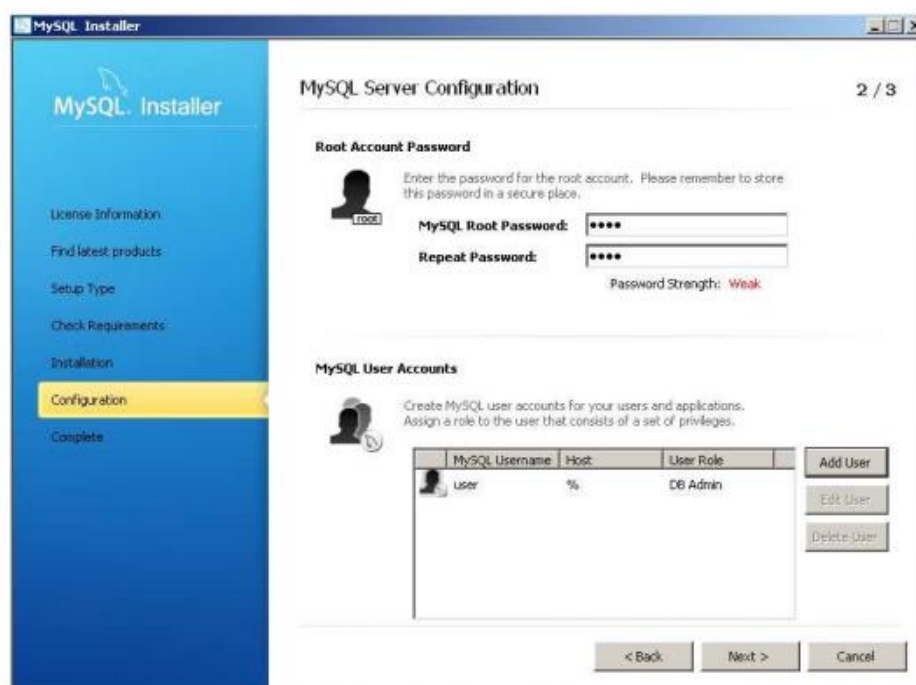 MySQL Installer
MySQL. Installer
License Information
Find latest products
Setup Type
Check Requirements
Installation
Configuration
Complete
MySQL Server Configuration
2 / 3
Root Account Password
Enter the password for the root account. Please remember to store
this password in a secure place.
root
MySQL Root Password: ••••
Repeat Password: ••••
Password Strength: Weak
MySQL User Accounts
Create MySQL user accounts for your users and applications.
Assign a role to the user that consists of a set of privileges.
MySQL Username Host User Role
user % DB Admin
Add User
Edit User
Delete User
< Back Next > Cancel